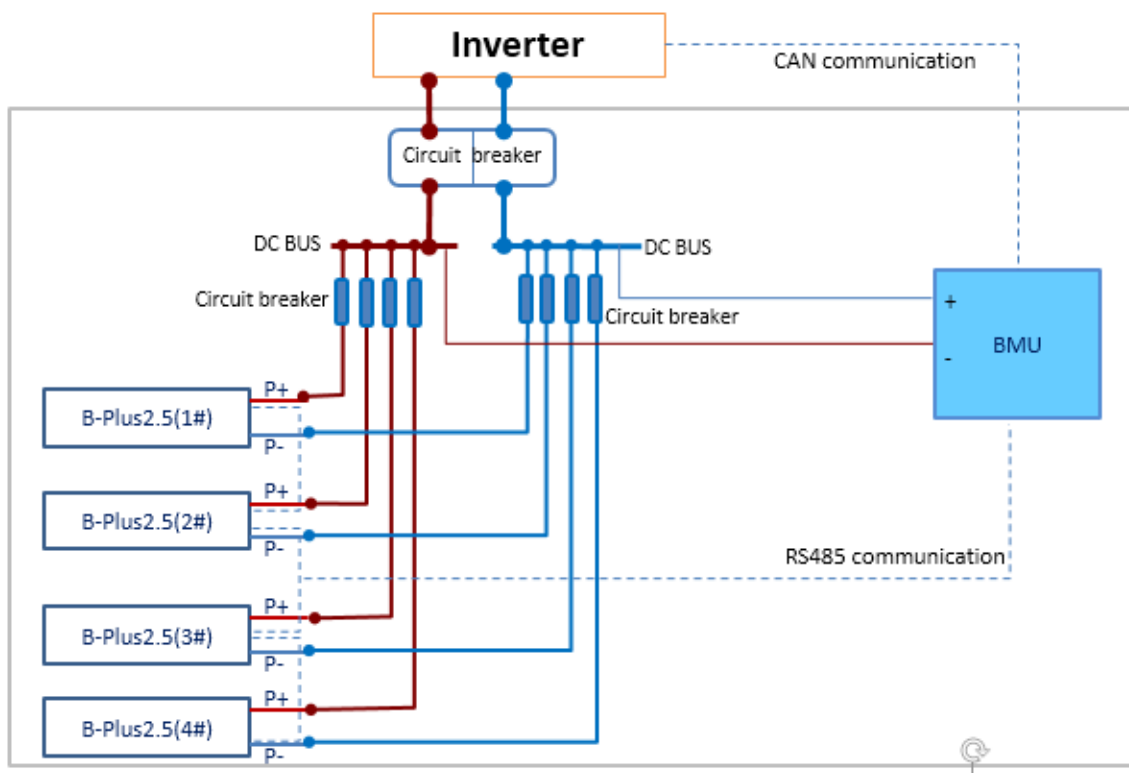 Inverter
CAN communication
Circuit breaker
DC BUS
DC BUS
Circuit breaker
Circuit breaker
+
-
BMU
P+
B-Plus2.5(1#)
P-
P+
B-Plus2.5(2#)
P-
RS485 communication
P+
B-Plus2.5(3#)
P-
P+
B-Plus2.5(4#)
P-